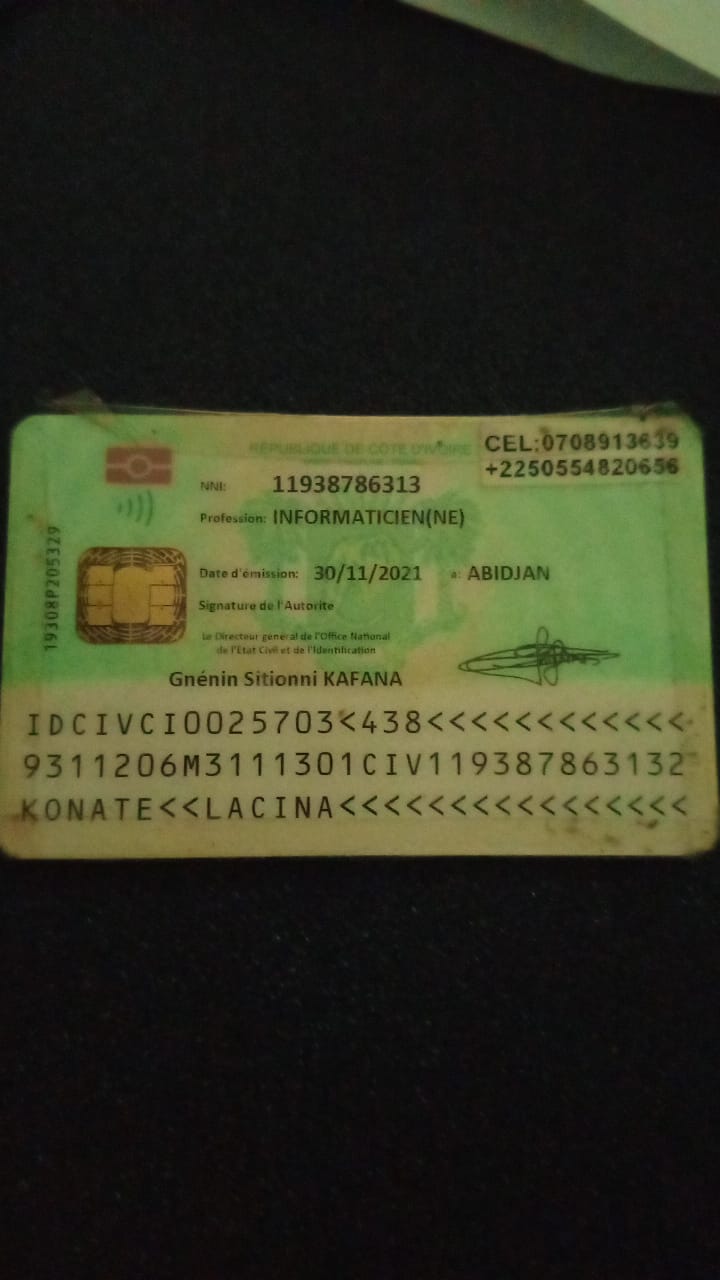 REPUBLIQUE DE COTE D'IVOIRE
CEL:0708913639
+2250554820656
NNI: 11938786313
Profession: INFORMATICIEN(NE)
19308P205329
Date d'émission: 30/11/2021 à: ABIDJAN
Signature de l'Autorité
Le Directeur général de l'Office National
de l'Etat Civil et de l'Identification
Gnénin Sitionni KAFANA
IDCIVCI0025703<438<<<<<<<<<<<<
9311206M3111301CIV119387863132
KONATE<<LACINA<<<<<<<<<<<<<<<<